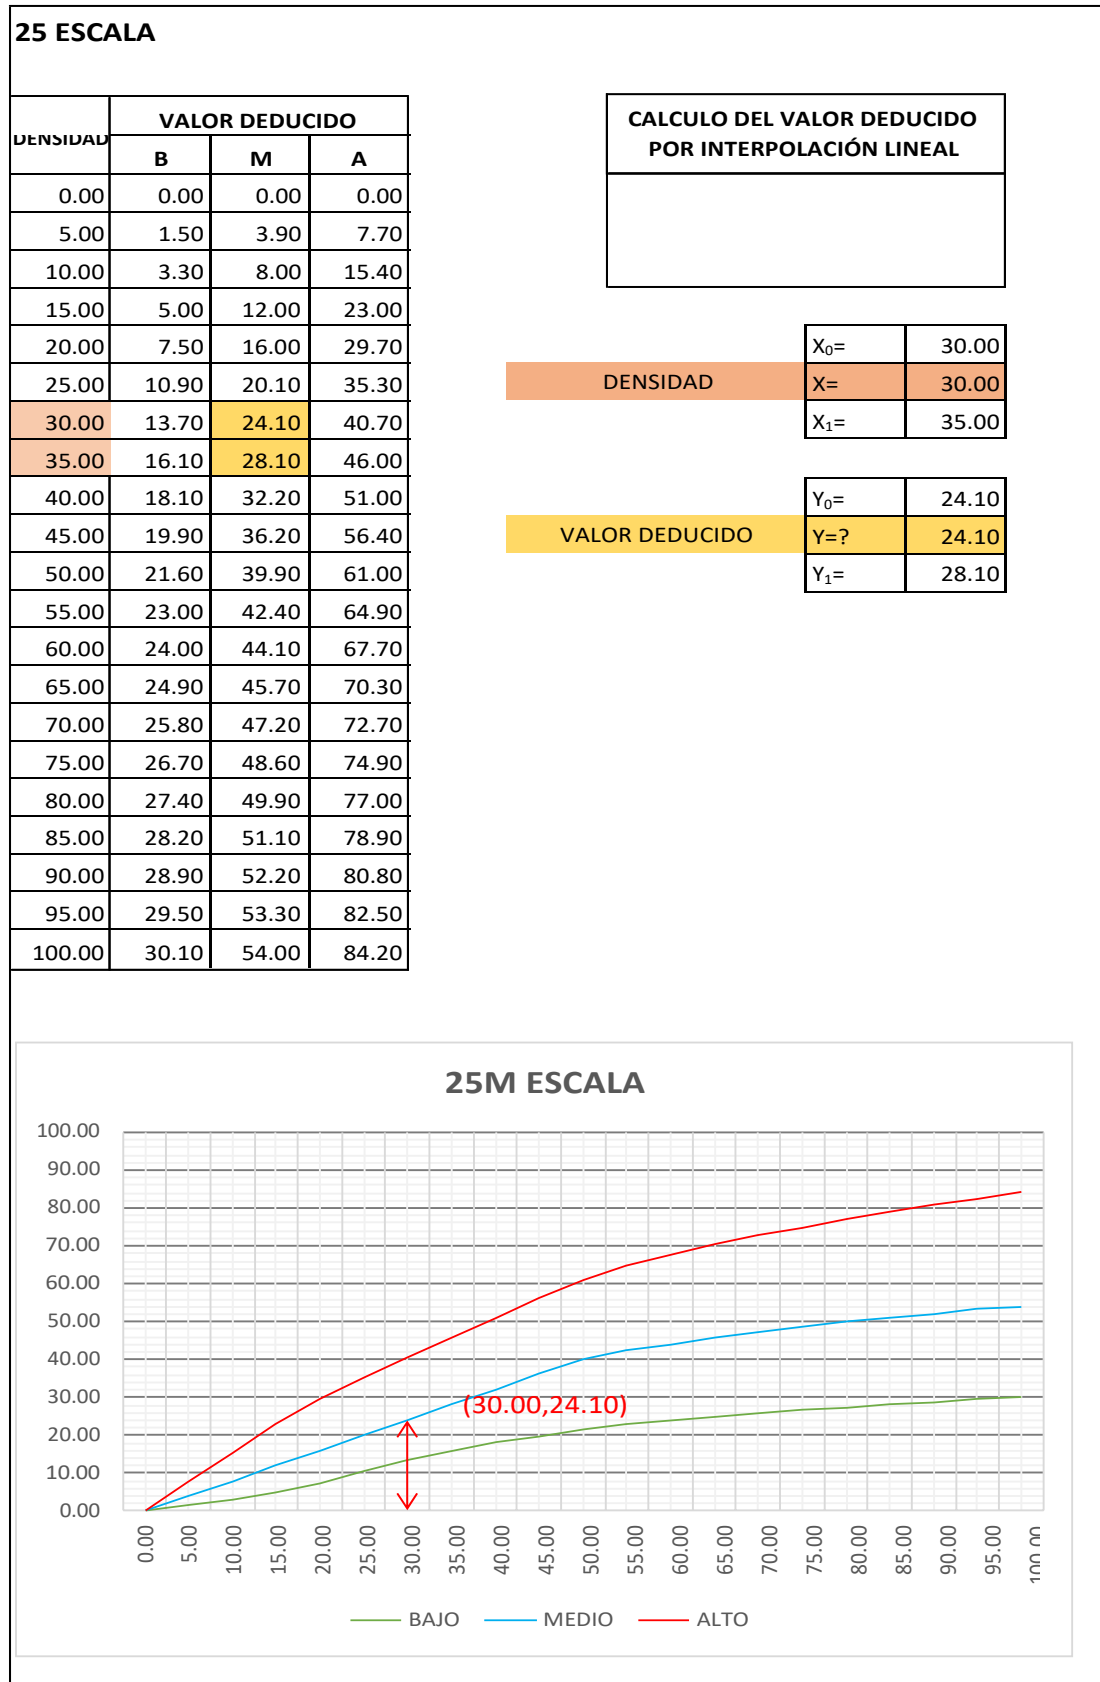 25 ESCALA
DENSIDAD VALOR DEDUCIDO
B M A
0.00 0.00 0.00 0.00
5.00 1.50 3.90 7.70
10.00 3.30 8.00 15.40
15.00 5.00 12.00 23.00
20.00 7.50 16.00 29.70
25.00 10.90 20.10 35.30
30.00 13.70 24.10 40.70
35.00 16.10 28.10 46.00
40.00 18.10 32.20 51.00
45.00 19.90 36.20 56.40
50.00 21.60 39.90 61.00
55.00 23.00 42.40 64.90
60.00 24.00 44.10 67.70
65.00 24.90 45.70 70.30
70.00 25.80 47.20 72.70
75.00 26.70 48.60 74.90
80.00 27.40 49.90 77.00
85.00 28.20 51.10 78.90
90.00 28.90 52.20 80.80
95.00 29.50 53.30 82.50
100.00 30.10 54.00 84.20
CALCULO DEL VALOR DEDUCIDO
POR INTERPOLACIÓN LINEAL
X₀= 30.00
DENSIDAD X= 30.00
X₁= 35.00
Y₀= 24.10
VALOR DEDUCIDO Y=? 24.10
Y₁= 28.10
25M ESCALA
100.00
90.00
80.00
70.00
60.00
50.00
40.00
30.00
20.00
10.00
0.00
(30.00,24.10)
0.00 5.00 10.00 15.00 20.00 25.00 30.00 35.00 40.00 45.00 50.00 55.00 60.00 65.00 70.00 75.00 80.00 85.00 90.00 95.00 100.00
BAJO MEDIO ALTO